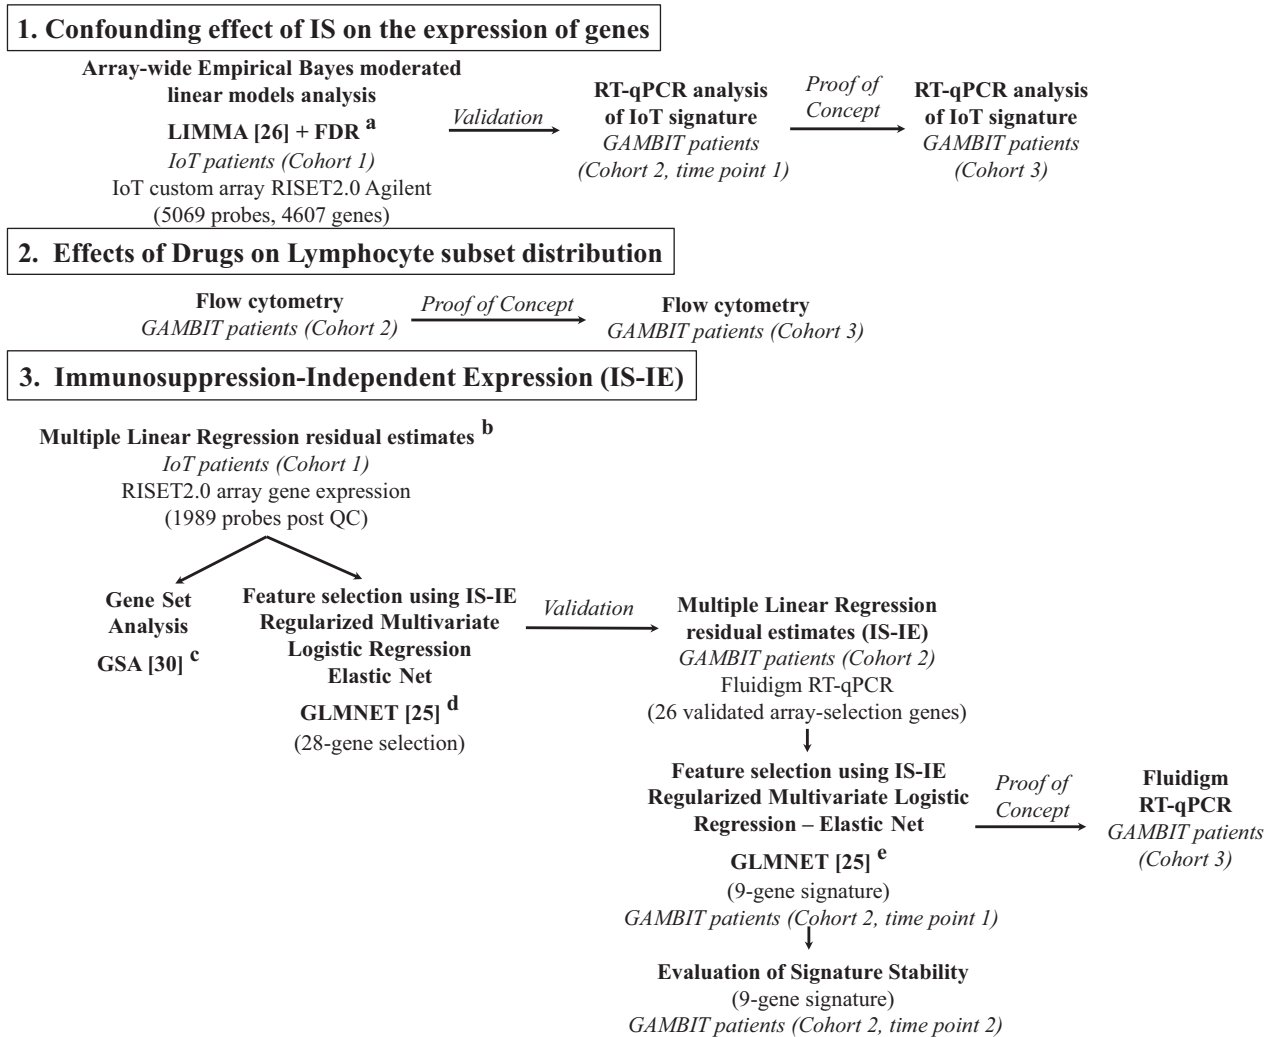 1. Confounding effect of IS on the expression of genes
Array-wide Empirical Bayes moderated
linear models analysis
LIMMA [26] + FDR a
IoT patients (Cohort 1)
IoT custom array RISET2.0 Agilent
(5069 probes, 4607 genes)
Validation
RT-qPCR analysis
of IoT signature
GAMBIT patients
(Cohort 2, time point 1)
Proof of
Concept
RT-qPCR analysis
of IoT signature
GAMBIT patients
(Cohort 3)
2. Effects of Drugs on Lymphocyte subset distribution
Flow cytometry
GAMBIT patients (Cohort 2)
Proof of Concept
Flow cytometry
GAMBIT patients (Cohort 3)
3. Immunosuppression-Independent Expression (IS-IE)
Multiple Linear Regression residual estimates b
IoT patients (Cohort 1)
RISET2.0 array gene expression
(1989 probes post QC)
Gene Set
Analysis
GSA [30] c
Feature selection using IS-IE
Regularized Multivariate
Logistic Regression
Elastic Net
GLMNET [25] d
(28-gene selection)
Validation
Multiple Linear Regression
residual estimates (IS-IE)
GAMBIT patients (Cohort 2)
Fluidigm RT-qPCR
(26 validated array-selection genes)
Feature selection using IS-IE
Regularized Multivariate Logistic
Regression – Elastic Net
GLMNET [25] e
(9-gene signature)
GAMBIT patients (Cohort 2, time point 1)
Proof of
Concept
Fluidigm
RT-qPCR
GAMBIT patients
(Cohort 3)
Evaluation of Signature Stability
(9-gene signature)
GAMBIT patients (Cohort 2, time point 2)